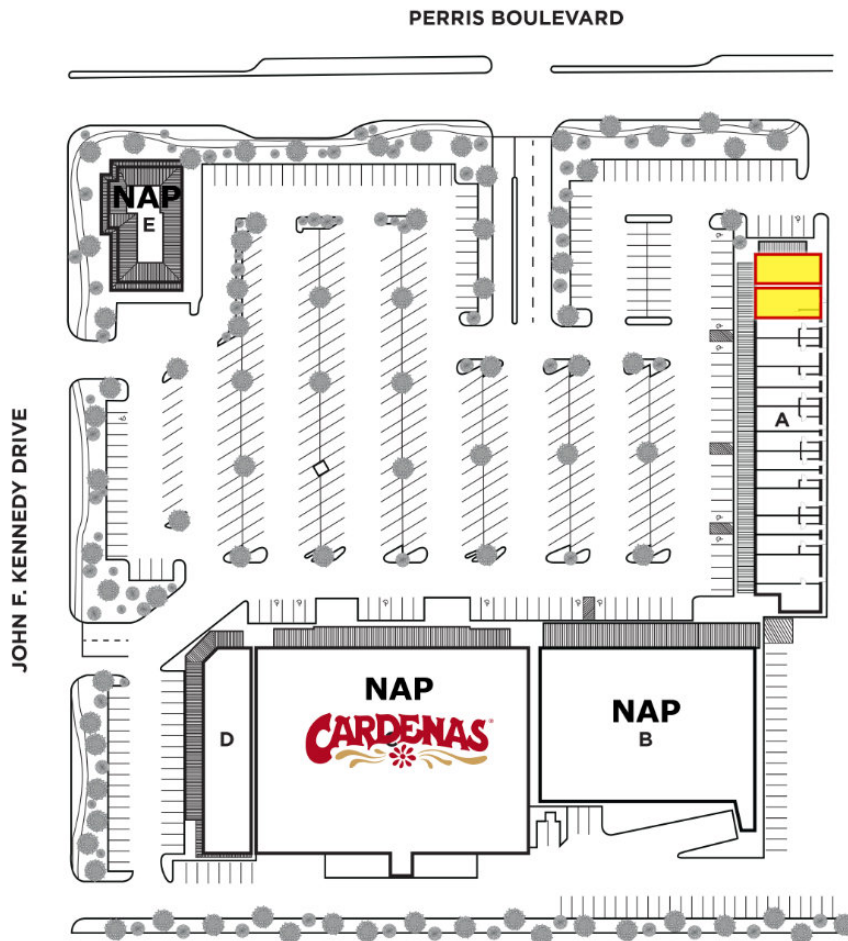 PERRIS BOULEVARD
NAP
E
A
JOHN F. KENNEDY DRIVE
NAP
CARDENAS
D
NAP
B